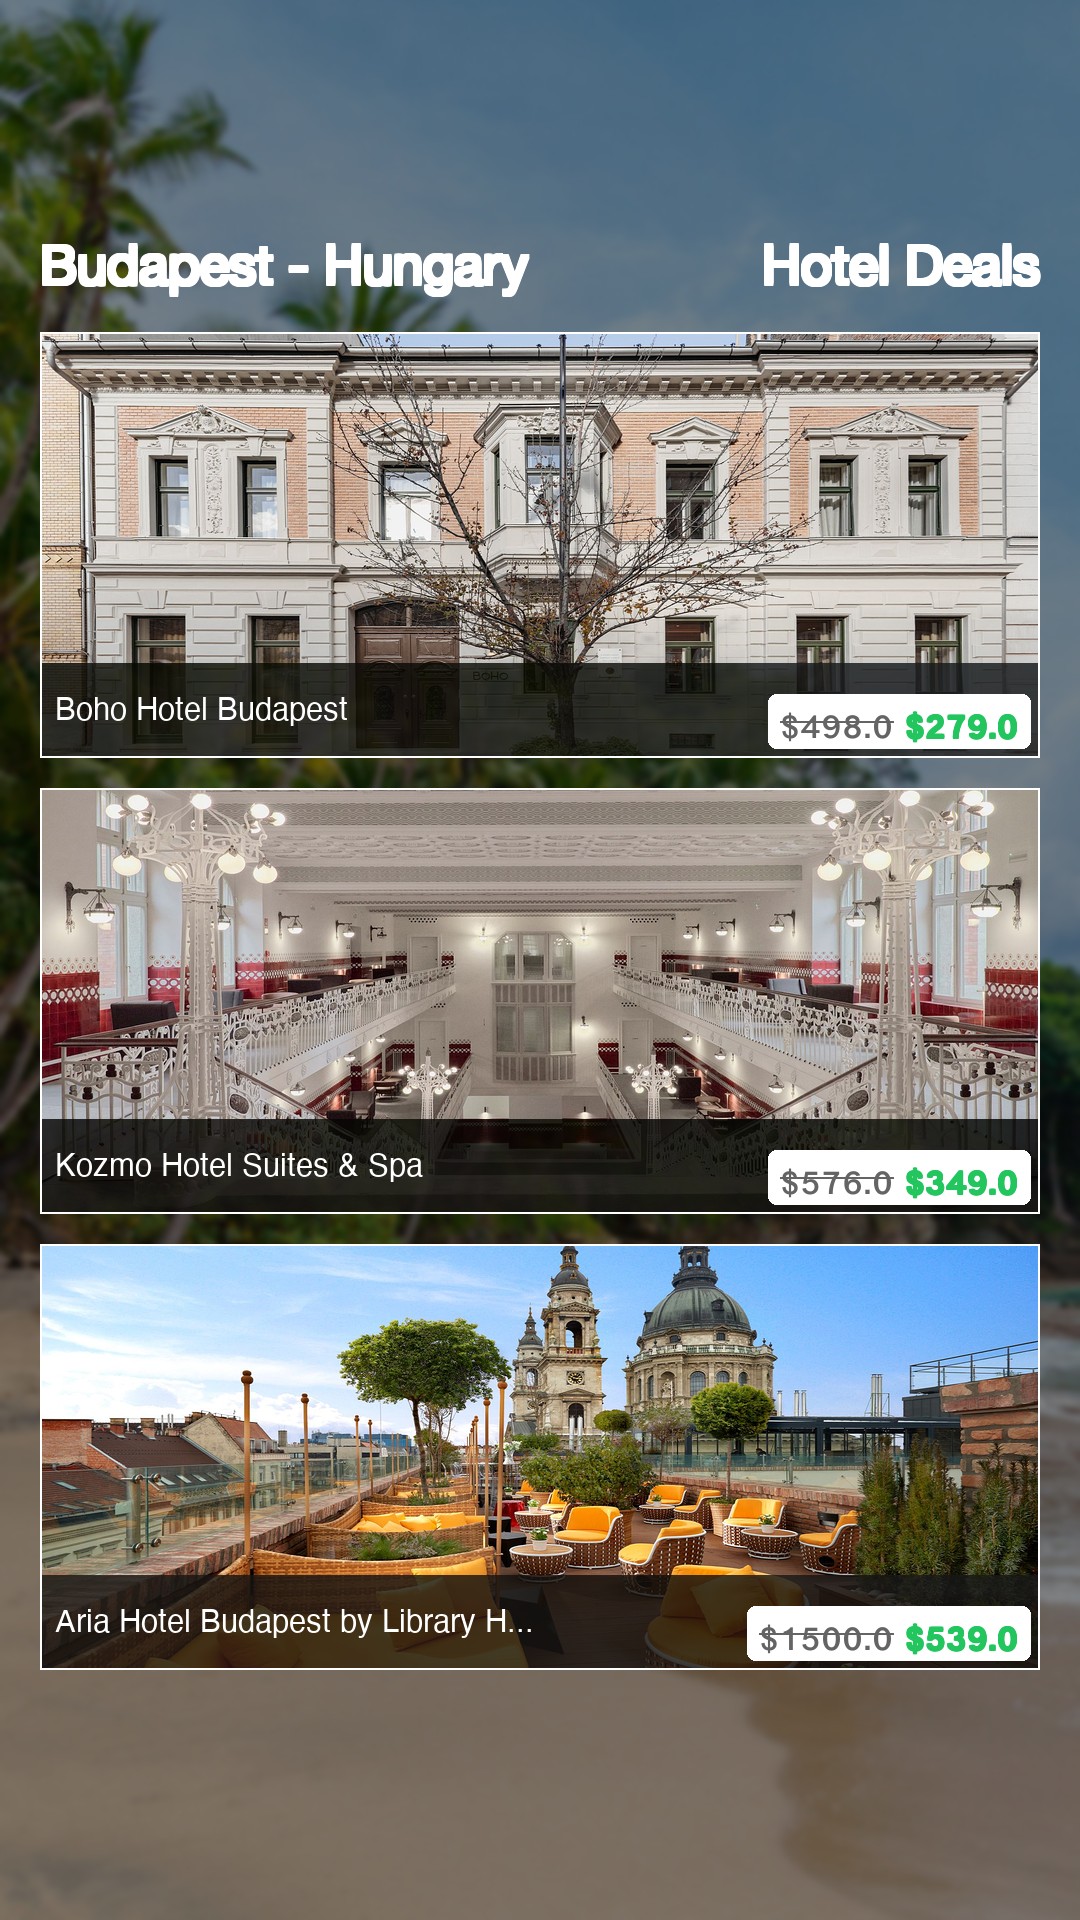 Budapest - Hungary
Hotel Deals
BOHO
Boho Hotel Budapest
$498.0 $279.0
Kozmo Hotel Suites & Spa
$576.0 $349.0
Aria Hotel Budapest by Library H...
$1500.0 $539.0